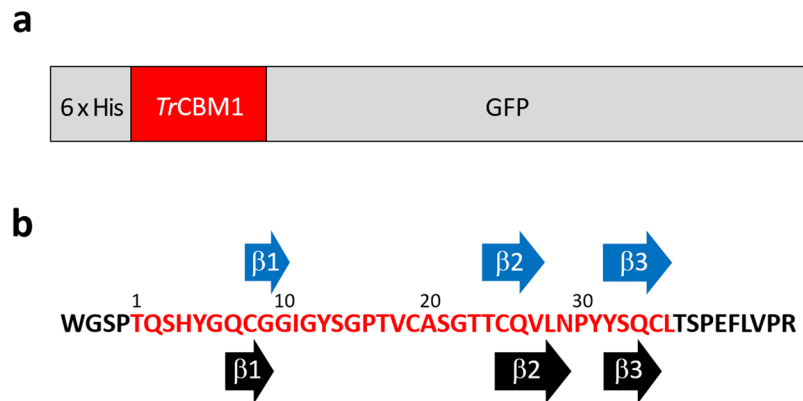 a
6 x His TrCBM1 GFP
b
β1 β2 β3
1 10 20 30
WGSPTQSHYGQCGGIGYSGPTVCASGTTCQVLNPYYSQCLTSPEFLVPR
β1 β2 β3